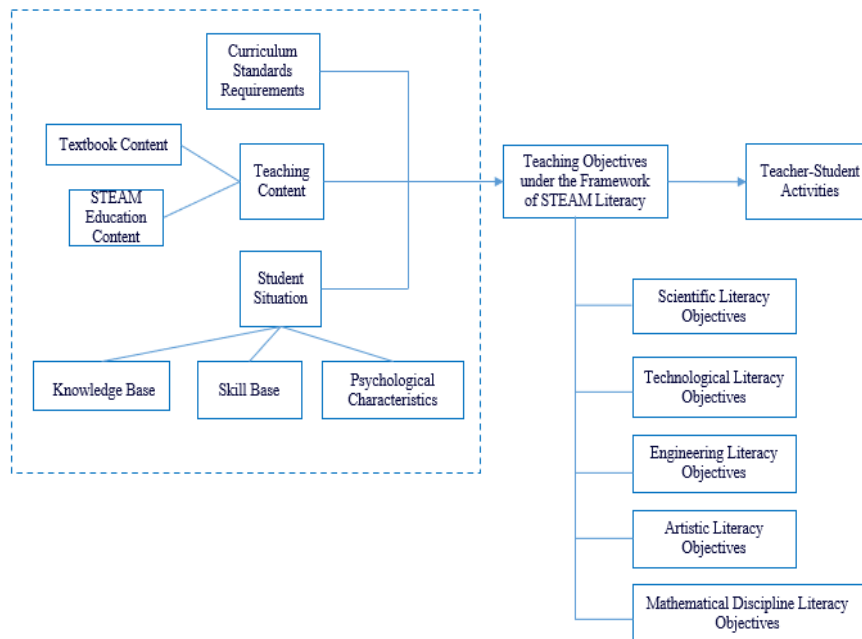 Curriculum
Standards
Requirements
Textbook Content
Teaching
Content
STEAM
Education
Content
Student
Situation
Knowledge Base
Skill Base
Psychological
Characteristics
Teaching Objectives
under the Framework
of STEAM Literacy
Teacher-Student
Activities
Scientific Literacy
Objectives
Technological Literacy
Objectives
Engineering Literacy
Objectives
Artistic Literacy
Objectives
Mathematical Discipline Literacy
Objectives